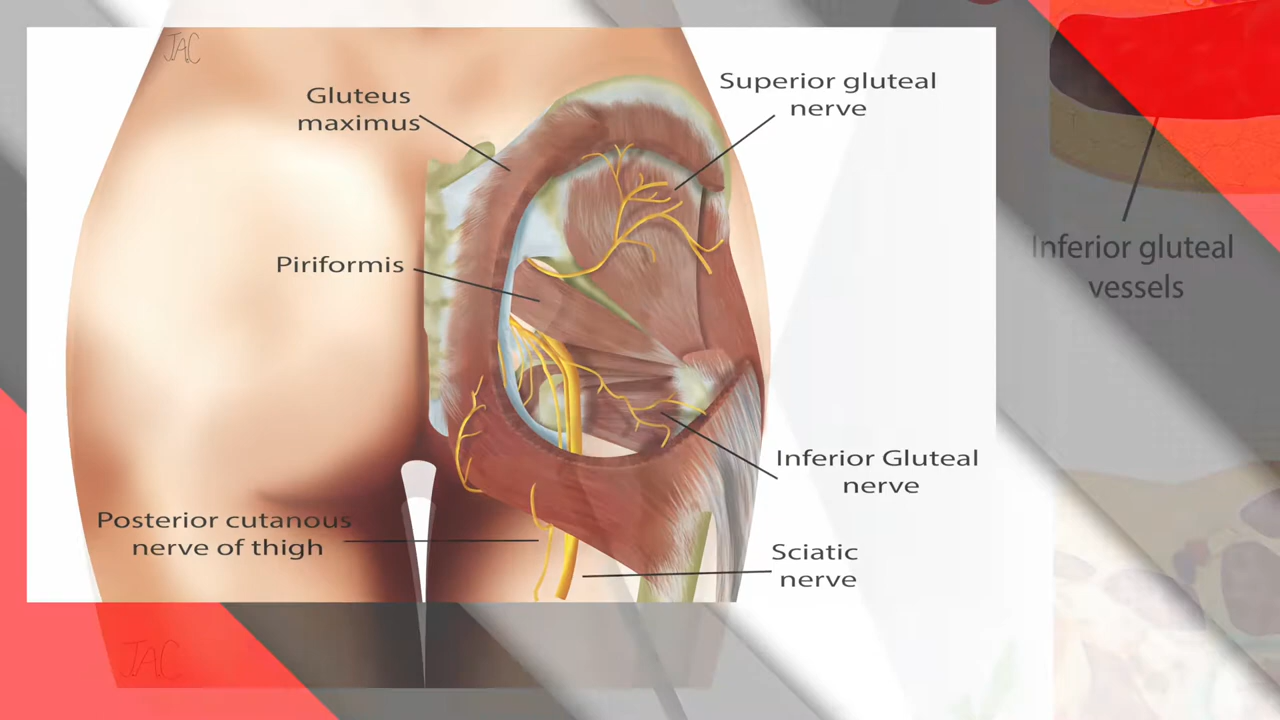 JAC
Gluteus
maximus
Superior gluteal
nerve
Piriformis
Inferior gluteal
vessels
Inferior Gluteal
nerve
Posterior cutanous
nerve of thigh
Sciatic
nerve
JAC